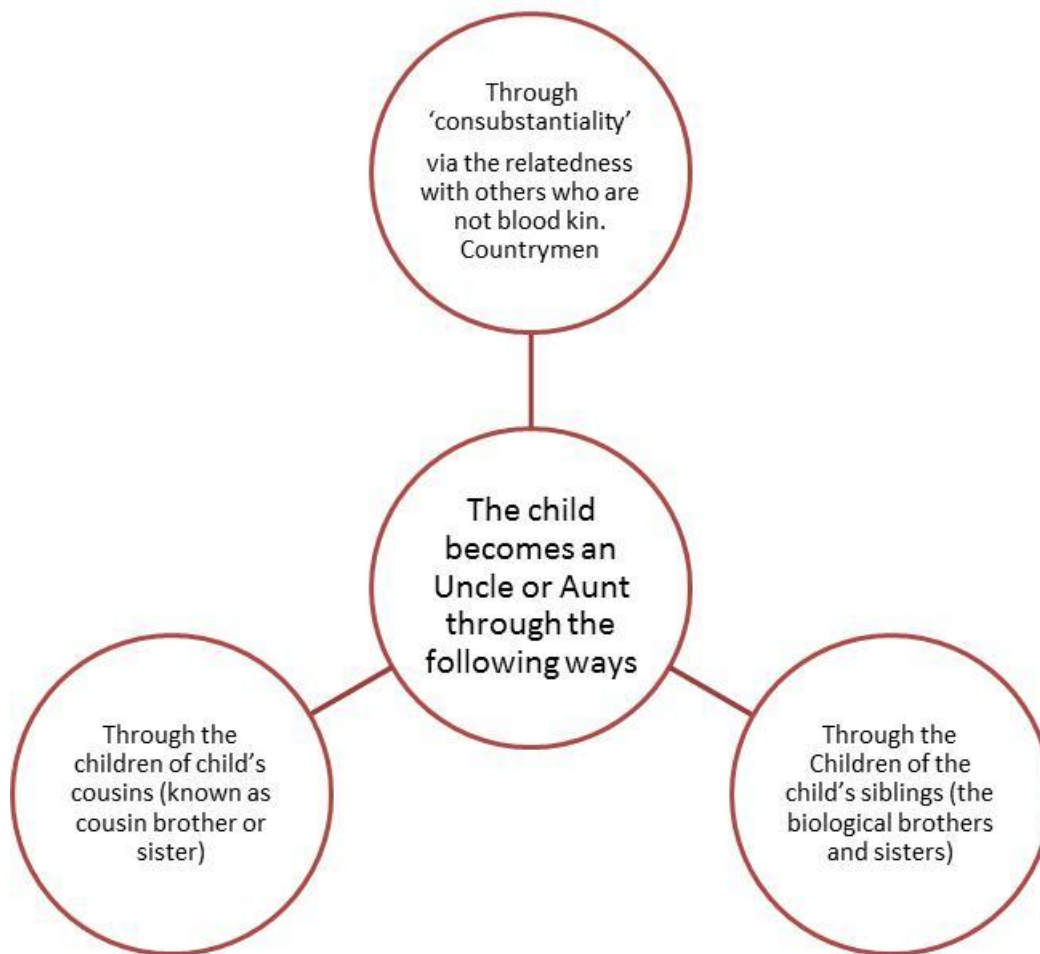 Through
‘consubstantiality’
via the relatedness
with others who are
not blood kin.
Countrymen
The child
becomes an
Uncle or Aunt
through the
following ways
Through the
children of child’s
cousins (known as
cousin brother or
sister)
Through the
Children of the
child’s siblings (the
biological brothers
and sisters)